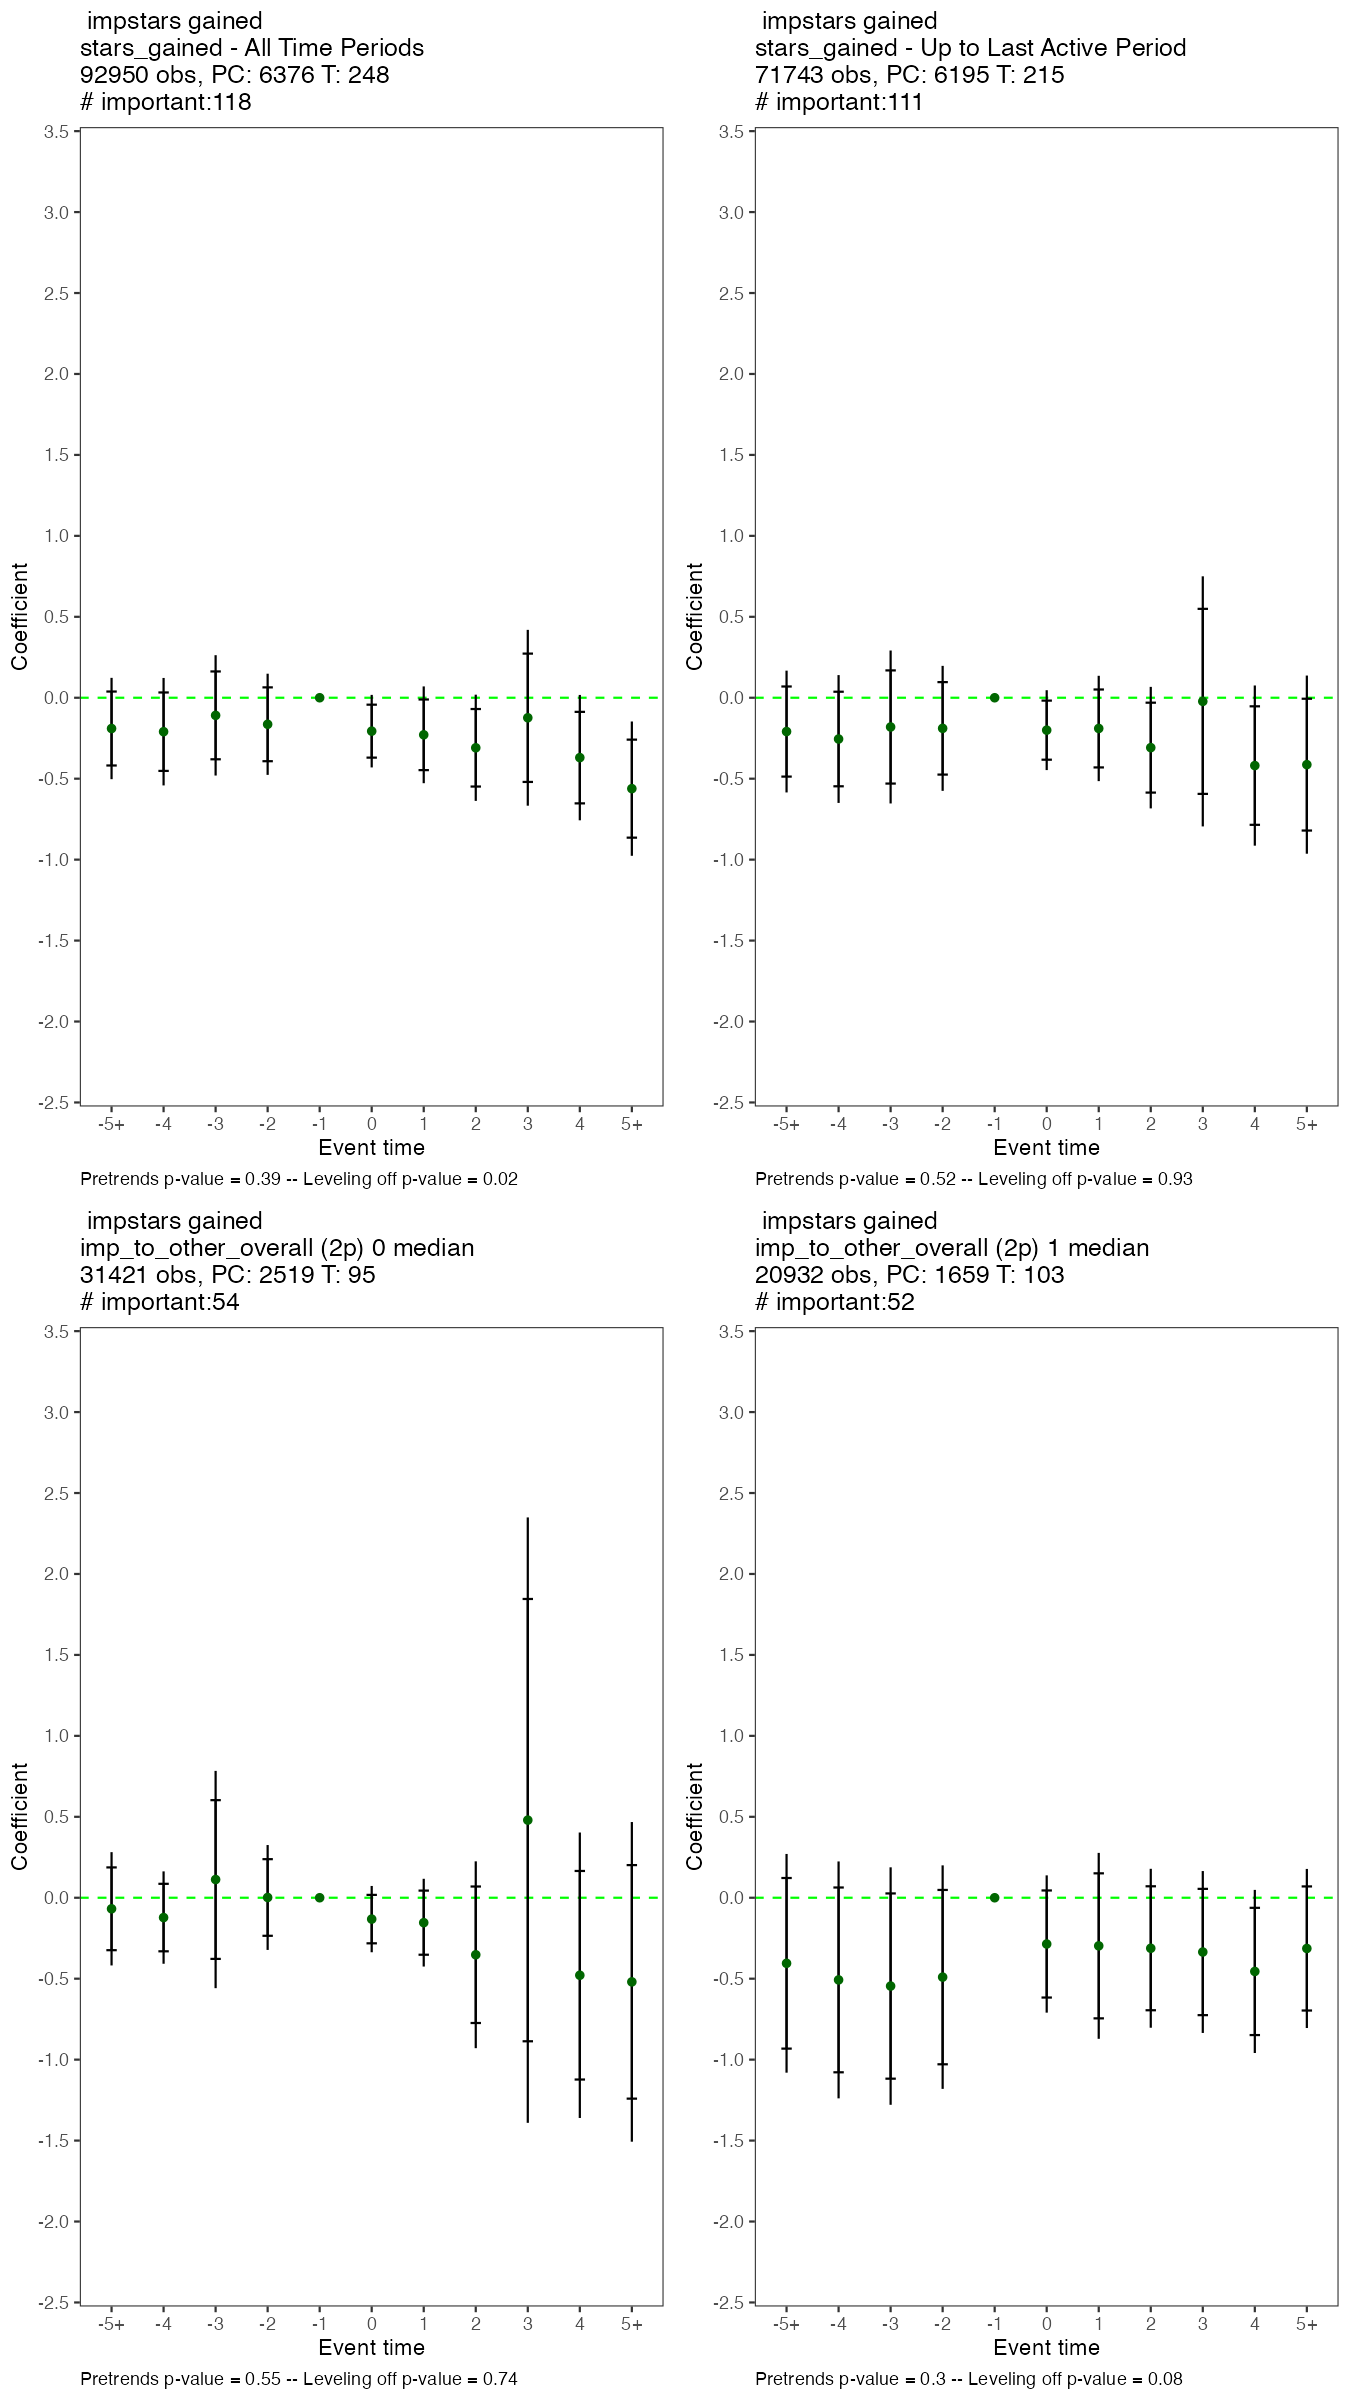 impstars gained
stars_gained - All Time Periods
92950 obs, PC: 6376 T: 248
# important:118
3.5
3.0
2.5
2.0
1.5
1.0
0.5
0.0
-0.5
-1.0
-1.5
-2.0
-2.5
Coefficient
-5+ -4 -3 -2 -1 0 1 2 3 4 5+
Event time
Pretrends p-value = 0.39 -- Leveling off p-value = 0.02
impstars gained
stars_gained - Up to Last Active Period
71743 obs, PC: 6195 T: 215
# important:111
3.5
3.0
2.5
2.0
1.5
1.0
0.5
0.0
-0.5
-1.0
-1.5
-2.0
-2.5
Coefficient
-5+ -4 -3 -2 -1 0 1 2 3 4 5+
Event time
Pretrends p-value = 0.52 -- Leveling off p-value = 0.93
impstars gained
imp_to_other_overall (2p) 0 median
31421 obs, PC: 2519 T: 95
# important:54
3.5
3.0
2.5
2.0
1.5
1.0
0.5
0.0
-0.5
-1.0
-1.5
-2.0
-2.5
Coefficient
-5+ -4 -3 -2 -1 0 1 2 3 4 5+
Event time
Pretrends p-value = 0.55 -- Leveling off p-value = 0.74
impstars gained
imp_to_other_overall (2p) 1 median
20932 obs, PC: 1659 T: 103
# important:52
3.5
3.0
2.5
2.0
1.5
1.0
0.5
0.0
-0.5
-1.0
-1.5
-2.0
-2.5
Coefficient
-5+ -4 -3 -2 -1 0 1 2 3 4 5+
Event time
Pretrends p-value = 0.3 -- Leveling off p-value = 0.08